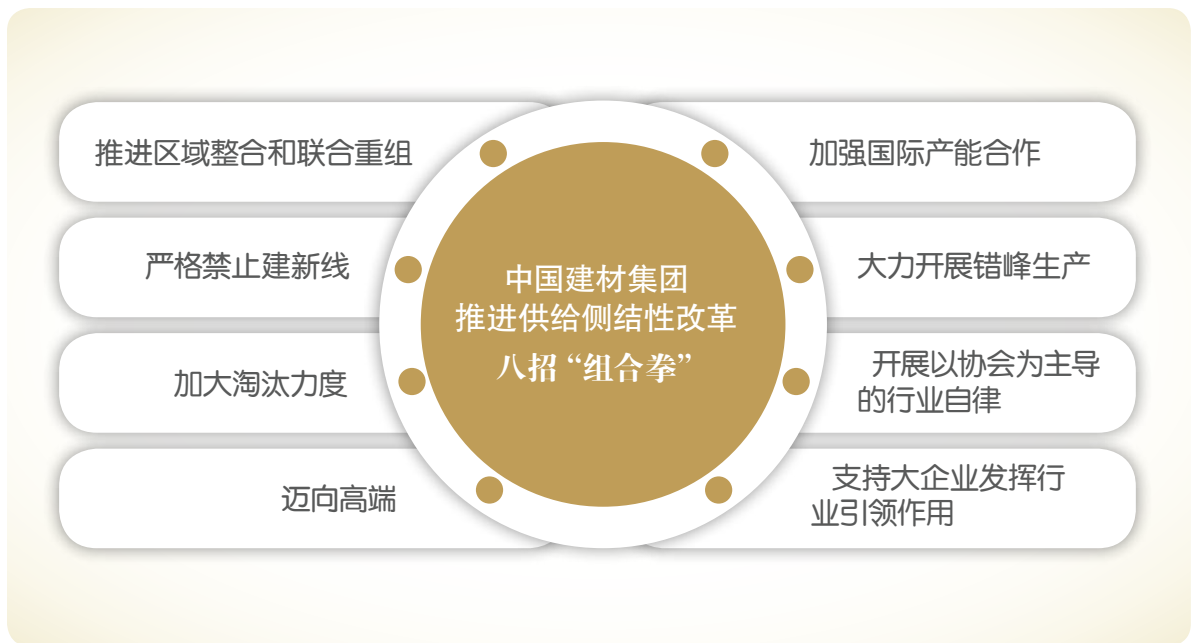 推进区域整合和联合重组
严格禁止建新线
加大淘汰力度
迈向高端
中国建材集团
推进供给侧结性改革
八招“组合拳”
加强国际产能合作
大力开展错峰生产
开展以协会为主导
的行业自律
支持大企业发挥行
业引领作用